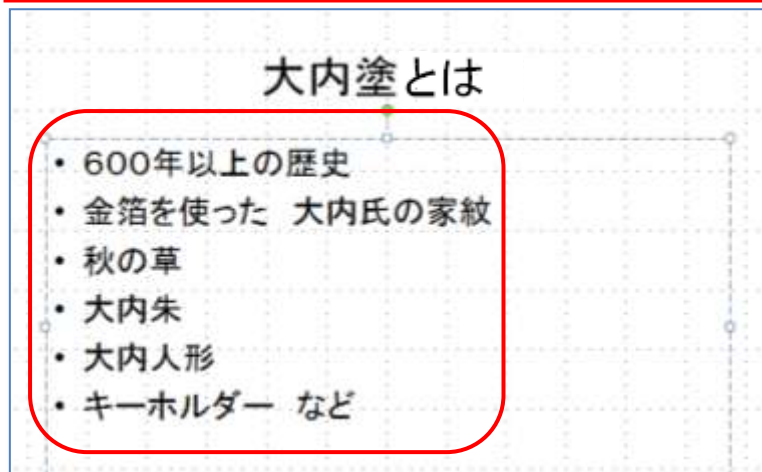 大内塗とは
• 600年以上の歴史
• 金箔を使った　大内氏の家紋
• 秋の草
• 大内朱
• 大内人形
• キーホルダー　など